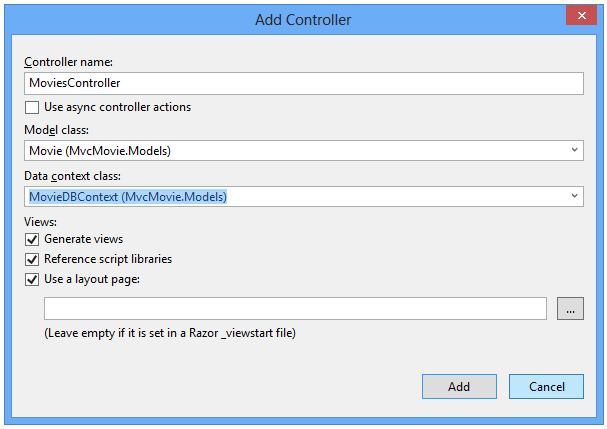 Add Controller
Controller name:
MoviesController
Use async controller actions
Model class:
Movie (MvcMovie.Models)
Data context class:
MovieDBContext (MvcMovie.Models)
Views:
Generate views
Reference script libraries
Use a layout page:
...
(Leave empty if it is set in a Razor _viewstart file)
Add Cancel